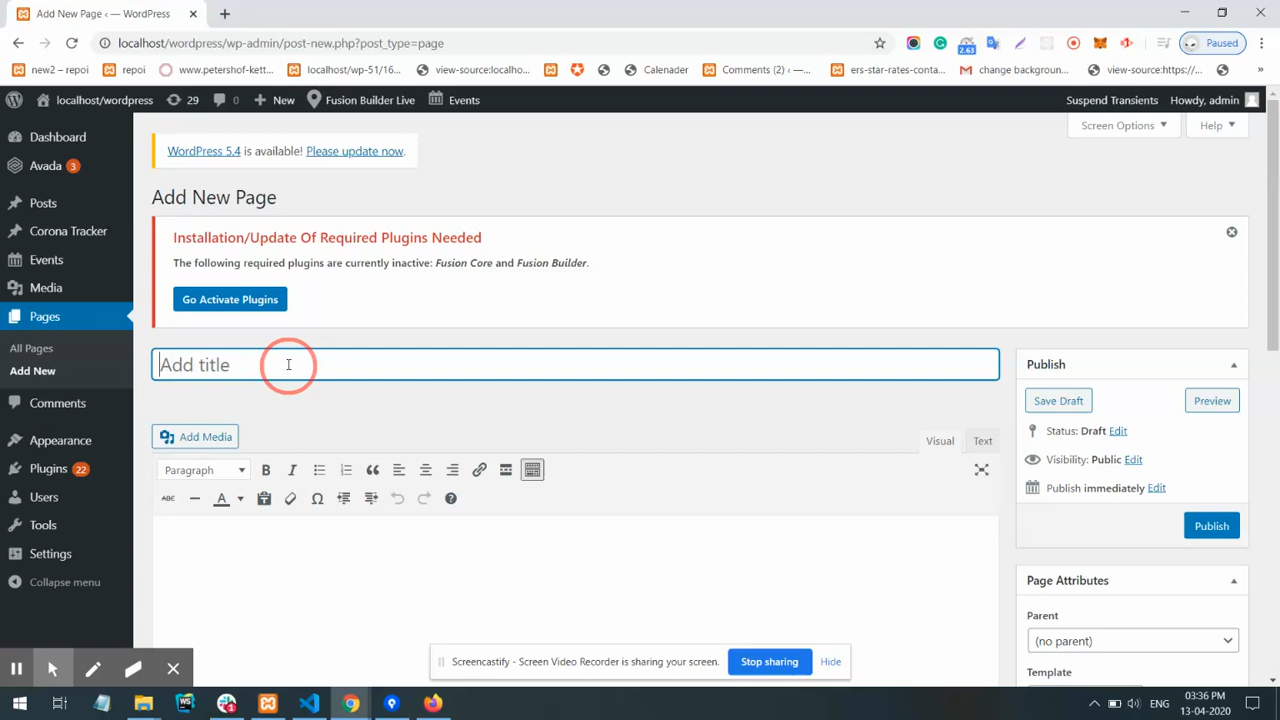 Add New Page ‹ — WordPress
localhost/wordpress/wp-admin/post-new.php?post_type=page
2.63
Paused
new2 – repoi
repoi
www.petershof-kett...
localhost/wp-51/16...
view-source:localho...
Calenader
Comments (2) ‹ —...
ers-star-rates-conta...
change backgroun...
view-source:https://...
»
localhost/wordpress
29
0
New
Fusion Builder Live
Events
Suspend Transients
Howdy, admin
Dashboard
Avada 3
Posts
Corona Tracker
Events
Media
Pages
All Pages
Add New
Comments
Appearance
Plugins 22
Users
Tools
Settings
Collapse menu
Screen Options
Help
WordPress 5.4 is available! Please update now.
Add New Page
Installation/Update Of Required Plugins Needed
The following required plugins are currently inactive: Fusion Core and Fusion Builder.
Go Activate Plugins
Add title
Add Media
Visual
Text
Paragraph
B
I
ABC
A
Ω
Publish
Save Draft
Preview
Status: Draft Edit
Visibility: Public Edit
Publish immediately Edit
Publish
Page Attributes
Parent
(no parent)
Template
Screencastify - Screen Video Recorder is sharing your screen.
Stop sharing
Hide
WS
1
ENG
03:36 PM
13-04-2020